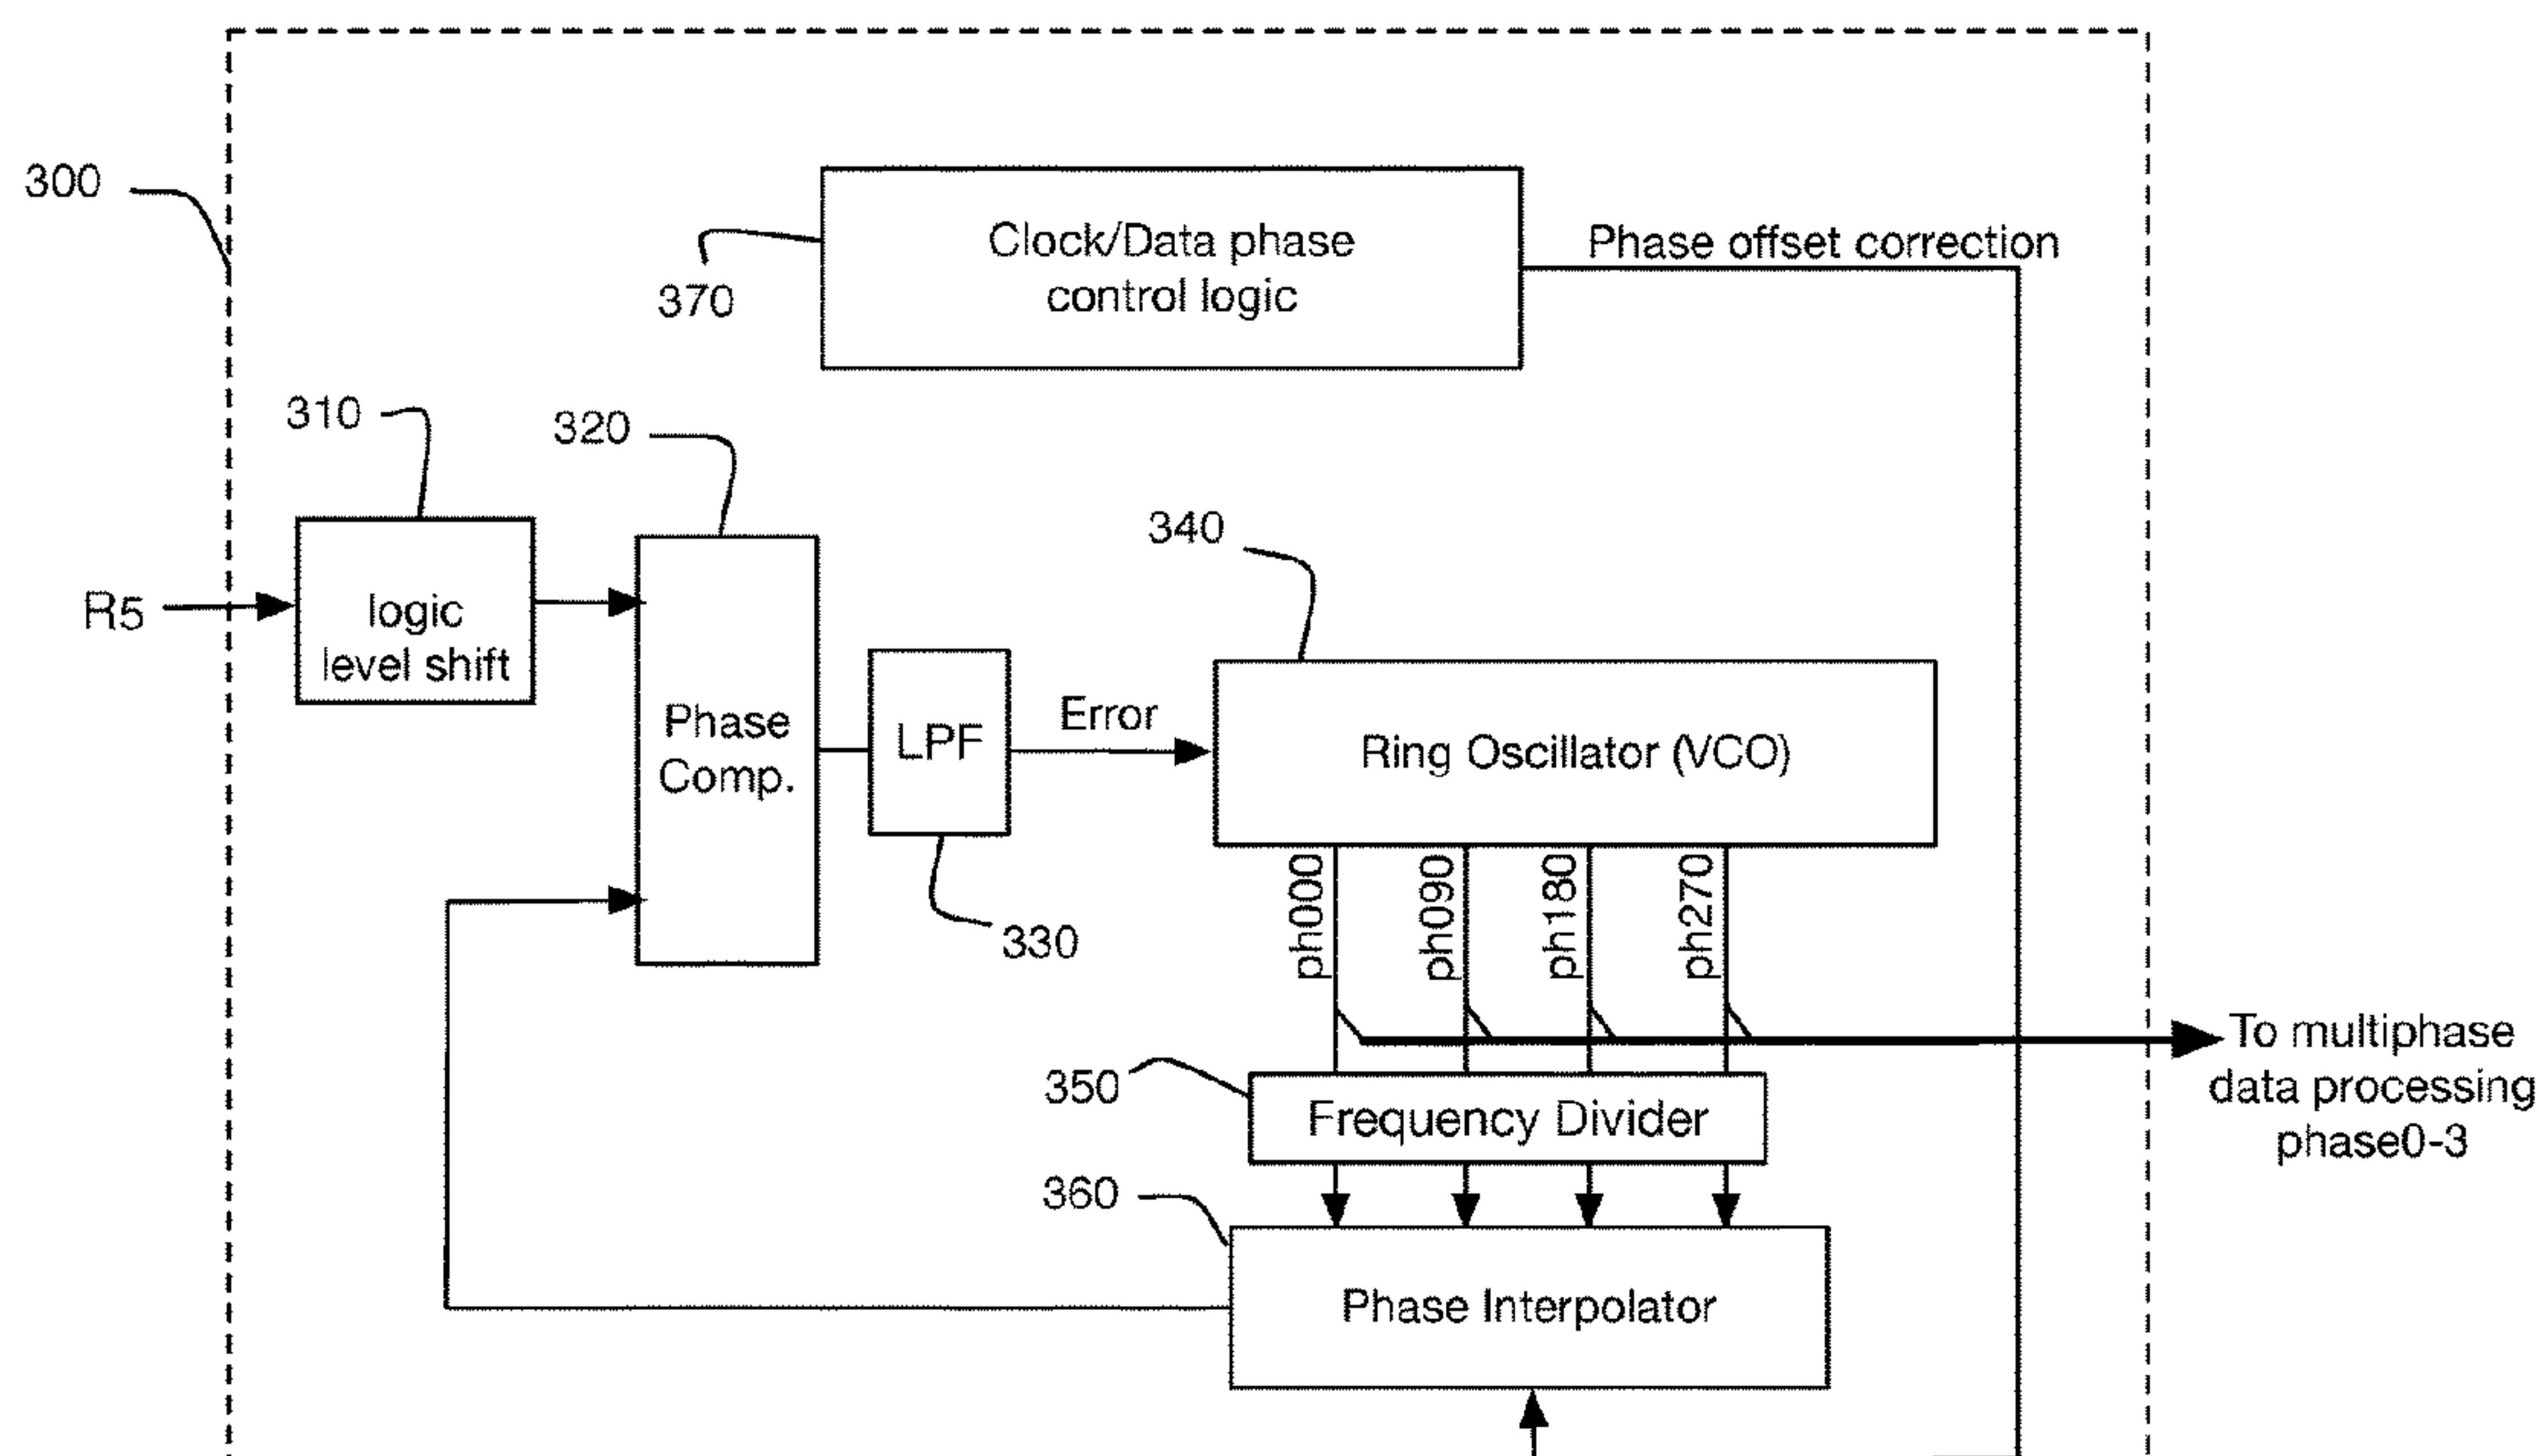 300
Clock/Data phase
control logic
Phase offset correction
370
310
320
340
R5
logic
level shift
Phase
Comp.
LPF
Error
Ring Oscillator (VCO)
330
ph000
ph090
ph180
ph270
To multiphase
data processing
phase0-3
350
Frequency Divider
360
Phase Interpolator